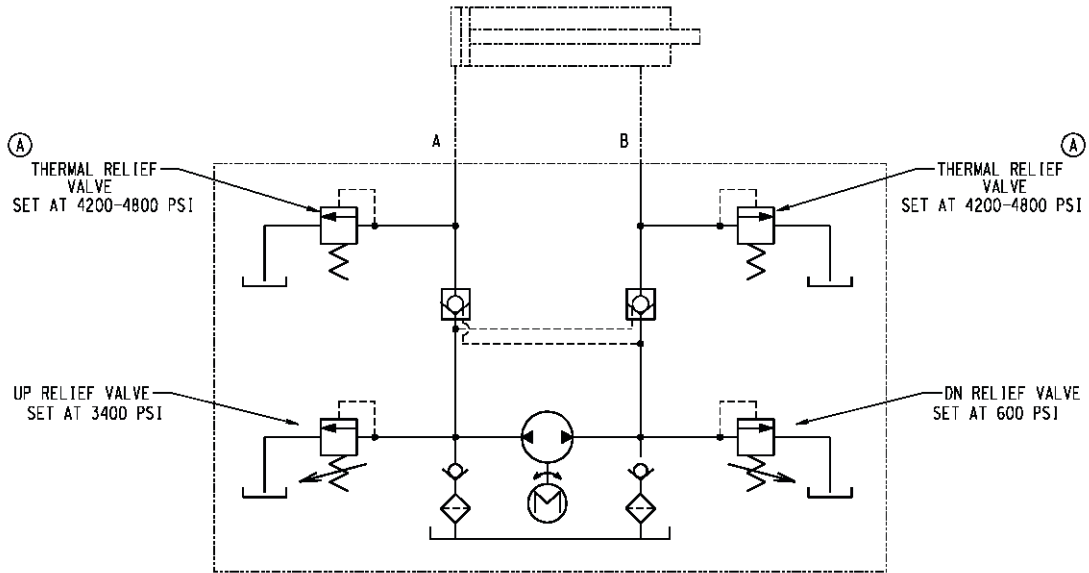 A
B
A
THERMAL RELIEF
VALVE
SET AT 4200-4800 PSI
A
THERMAL RELIEF
VALVE
SET AT 4200-4800 PSI
UP RELIEF VALVE
SET AT 3400 PSI
DN RELIEF VALVE
SET AT 600 PSI
M